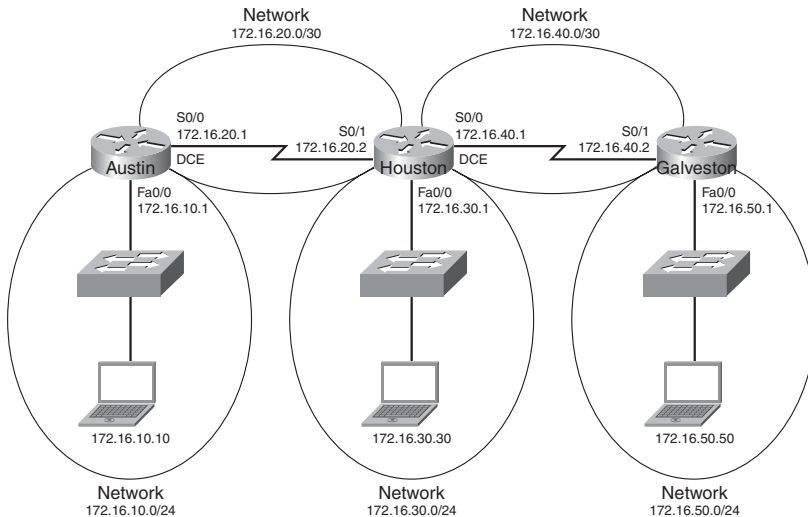 Network
172.16.20.0/30
Network
172.16.40.0/30
S0/0
172.16.20.1
S0/1
172.16.20.2
S0/0
172.16.40.1
S0/1
172.16.40.2
DCE
DCE
Austin
Houston
Galveston
Fa0/0
172.16.10.1
Fa0/0
172.16.30.1
Fa0/0
172.16.50.1
172.16.10.10
172.16.30.30
172.16.50.50
Network
172.16.10.0/24
Network
172.16.30.0/24
Network
172.16.50.0/24